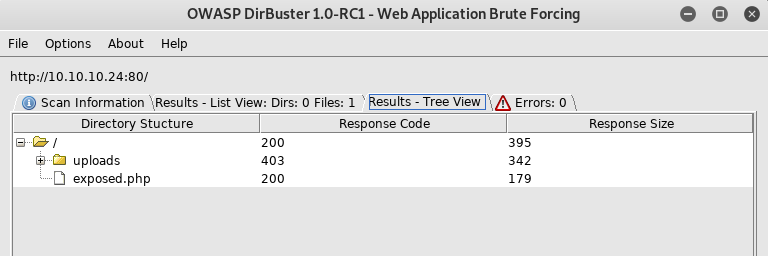 OWASP DirBuster 1.0-RC1 - Web Application Brute Forcing
File Options About Help
http://10.10.10.24:80/
Scan Information Results - List View: Dirs: 0 Files: 1 Results - Tree View Errors: 0
Directory Stucture Response Code Response Size
/ 200 395
uploads 403 342
exposed.php 200 179